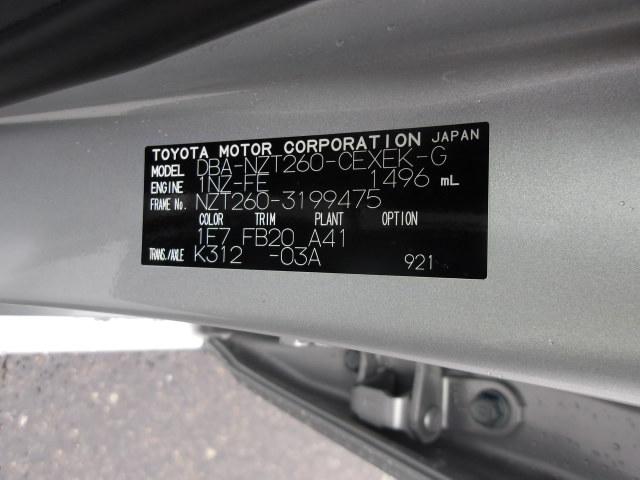 TOYOTA MOTOR CORPORATION JAPAN
MODEL DBA-NZT260-CEXEK-G
ENGINE 1NZ-FE 1496 mL
FRAME No. NZT260-3199475
COLOR TRIM PLANT OPTION
1F7 FB20 A41
TRANS./AXLE K312 -03A 921